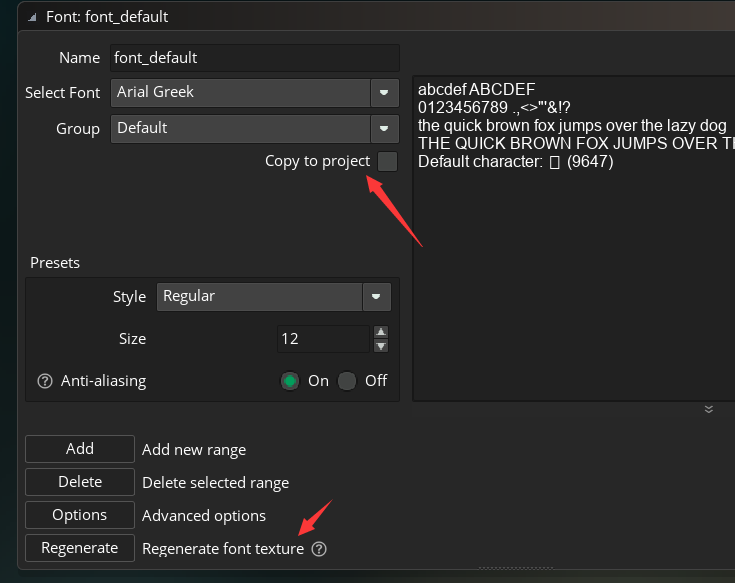 Font: font_default
Name font_default
Select Font Arial Greek
Group Default
Copy to project
Presets
Style Regular
Size 12
Anti-aliasing On Off
Add Add new range
Delete Delete selected range
Options Advanced options
Regenerate Regenerate font texture
abcdef ABCDEF
0123456789 .,<>"'&!?
the quick brown fox jumps over the lazy dog
THE QUICK BROWN FOX JUMPS OVER
Default character: ▯ (9647)